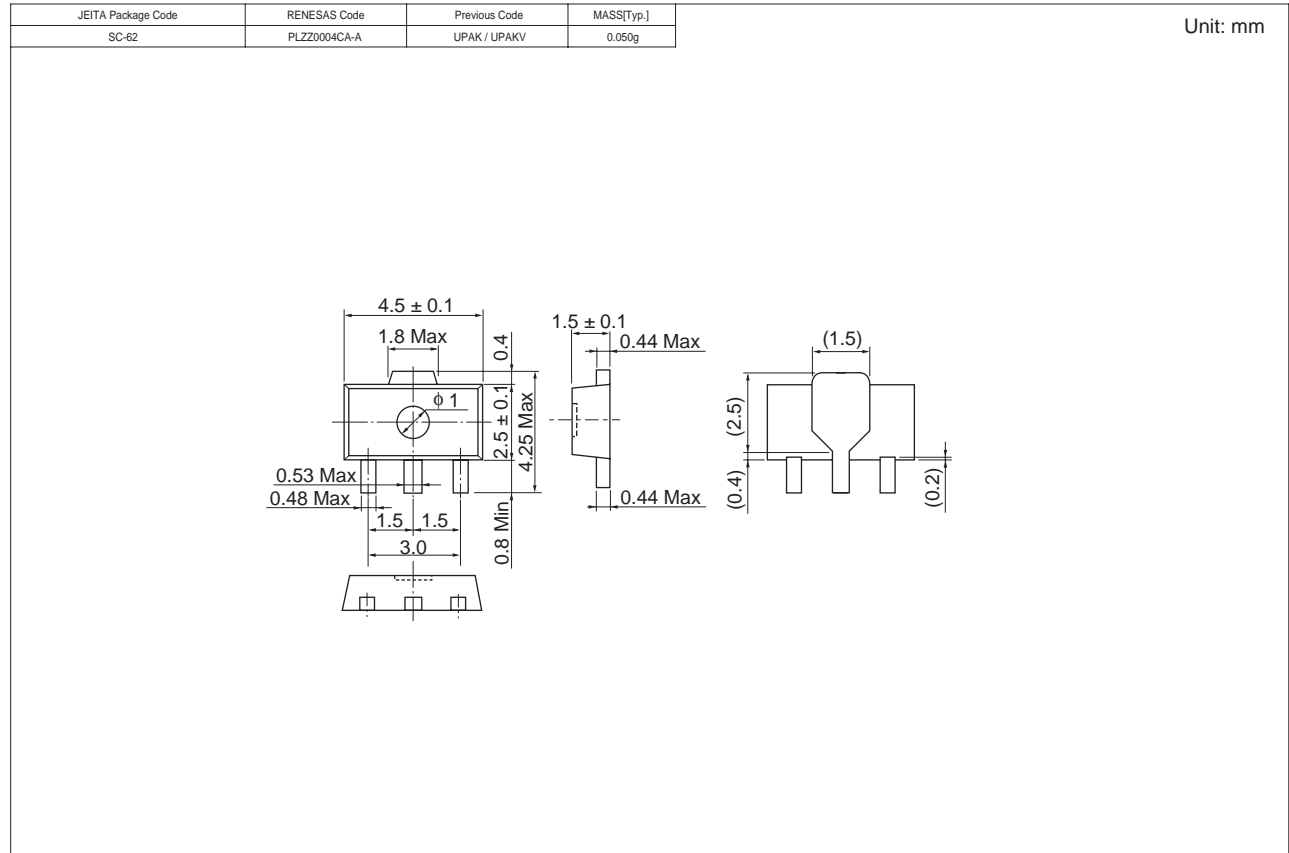 JEITA Package Code RENESAS Code Previous Code MASS[Typ.]
SC-62 PLZZ0004CA-A UPAK / UPAKV 0.050g
Unit: mm
4.5 ± 0.1
1.8 Max
0.4
ϕ 1
2.5 ± 0.1
4.25 Max
0.53 Max
0.48 Max
1.5 1.5
3.0
0.8 Min
1.5 ± 0.1
0.44 Max
0.44 Max
(1.5)
(2.5)
(0.4)
(0.2)